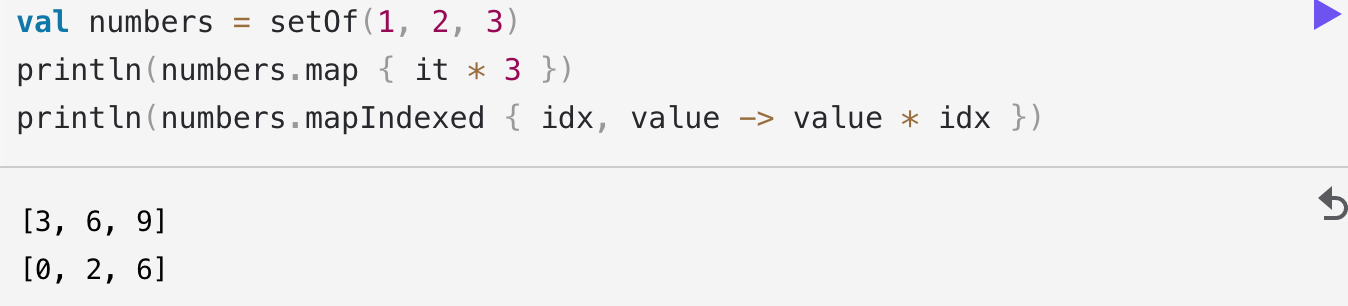 val numbers = setOf(1, 2, 3)
println(numbers.map { it * 3 })
println(numbers.mapIndexed { idx, value -> value * idx })
[3, 6, 9]
[0, 2, 6]